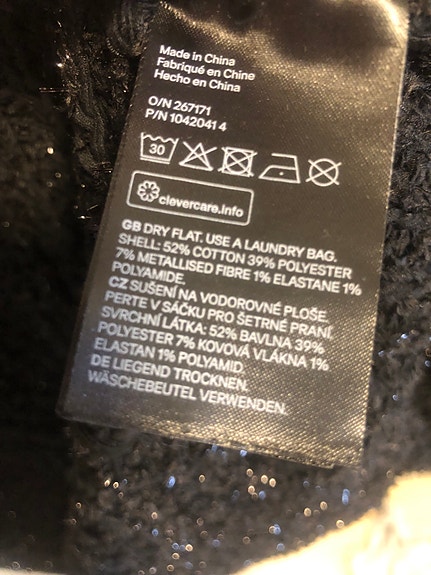 Made in China
Fabriqué en Chine
Hecho en China
O/N 267171
P/N 1042041 4
30
clevercare.info
GB DRY FLAT. USE A LAUNDRY BAG.
SHELL: 52% COTTON 39% POLYESTER
7% METALLISED FIBRE 1% ELASTANE 1%
POLYAMIDE.
CZ SUŠENÍ NA VODOROVNÉ PLOŠE.
PERTE V SÁČKU PRO ŠETRNÉ PRANÍ.
SVRCHNÍ LÁTKA: 52% BAVLNA 39%
POLYESTER 7% KOVOVÁ VLÁKNA 1%
ELASTAN 1% POLYAMID.
DE LIEGEND TROCKNEN.
WÄSCHEBEUTEL VERWENDEN.